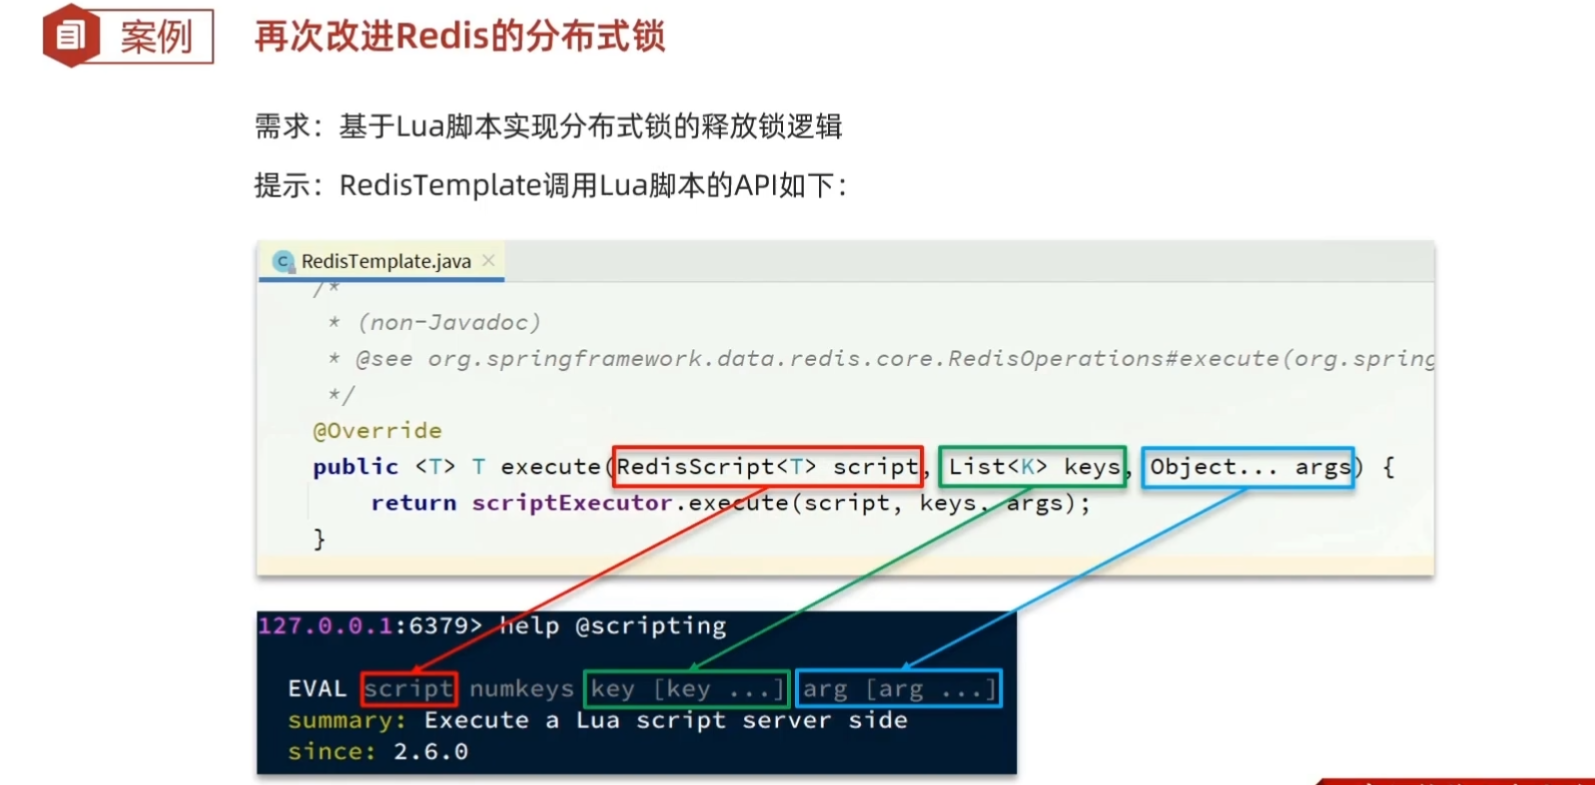 案例
再次改进Redis的分布式锁
需求：基于Lua脚本实现分布式锁的释放锁逻辑
提示：RedisTemplate调用Lua脚本的API如下：
RedisTemplate.java
/*
* (non-Javadoc)
* @see org.springframework.data.redis.core.RedisOperations#execute(org.spring
*/
@Override
public <T> T execute(RedisScript<T> script, List<K> keys, Object... args) {
return scriptExecutor.execute(script, keys, args);
}
127.0.0.1:6379> help @scripting
EVAL script numkeys key [key ...] arg [arg ...]
summary: Execute a Lua script server side
since: 2.6.0